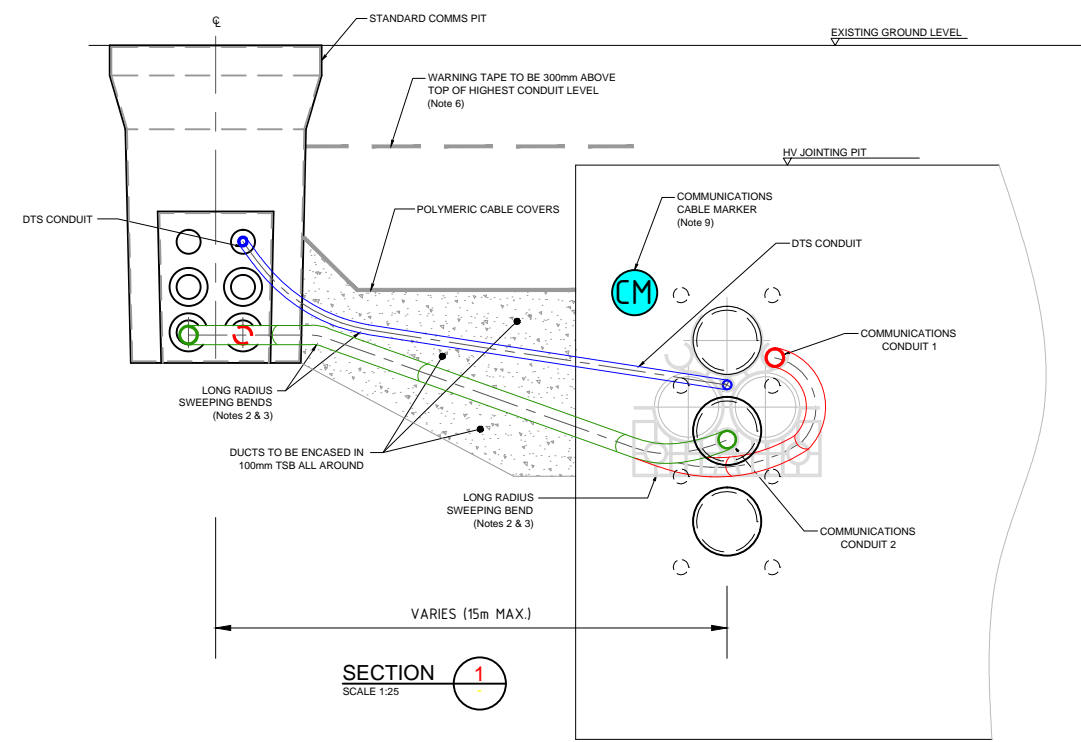 ℄
STANDARD COMMS PIT
EXISTING GROUND LEVEL
WARNING TAPE TO BE 300mm ABOVE
TOP OF HIGHEST CONDUIT LEVEL
(Note 6)
HV JOINTING PIT
DTS CONDUIT
POLYMERIC CABLE COVERS
COMMUNICATIONS
CABLE MARKER
(Note 9)
DTS CONDUIT
CM
COMMUNICATIONS
CONDUIT 1
LONG RADIUS
SWEEPING BENDS
(Notes 2 & 3)
DUCTS TO BE ENCASED IN
100mm TSB ALL AROUND
LONG RADIUS
SWEEPING BEND
(Notes 2 & 3)
COMMUNICATIONS
CONDUIT 2
VARIES (15m MAX.)
SECTION 1
SCALE 1:25